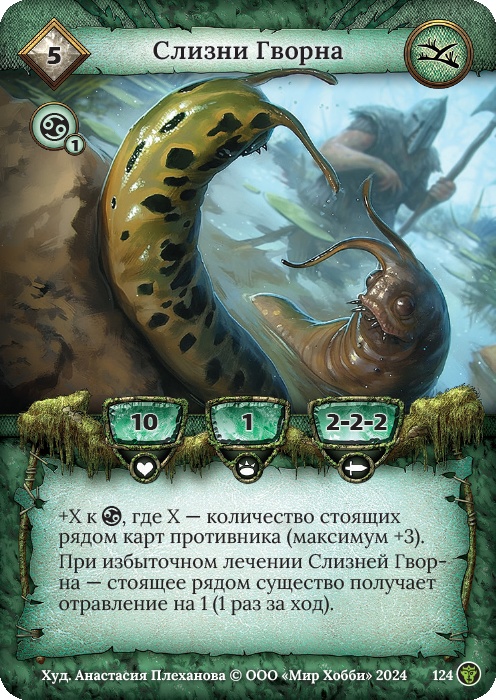 Слизни Гворна
5
1
10
1
2-2-2
+X к , где X — количество стоящих
рядом карт противника (максимум +3).
При избыточном лечении Слизней Гвор-
на — стоящее рядом существо получает
отравление на 1 (1 раз за ход).
Худ. Анастасия Плеханова © ООО «Мир Хобби» 2024
124